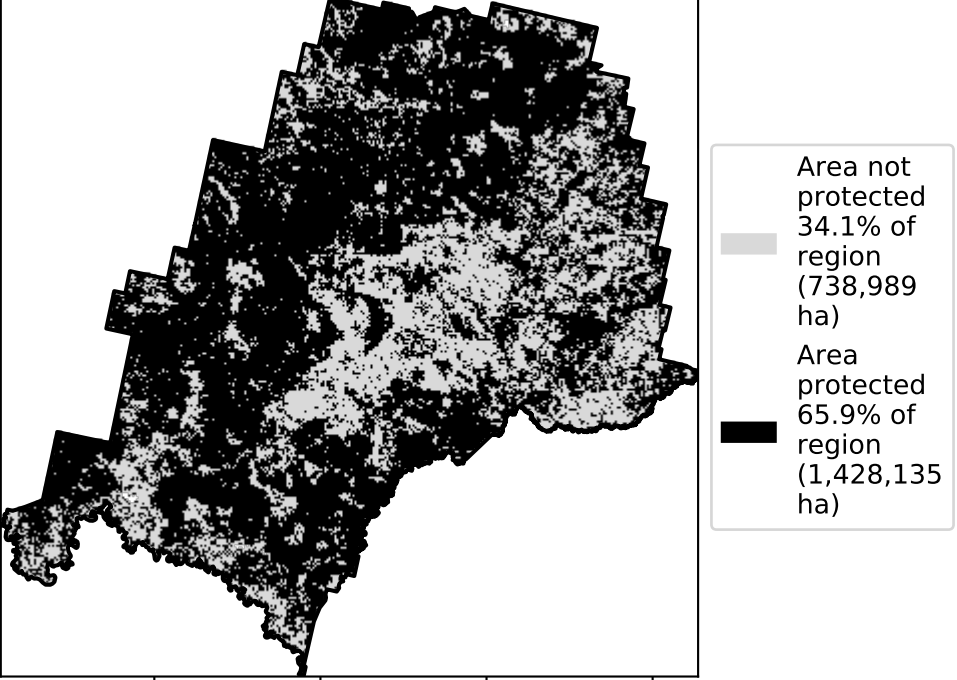 Area not
protected
34.1% of
region
(738,989
ha)
Area
protected
65.9% of
region
(1,428,135
ha)